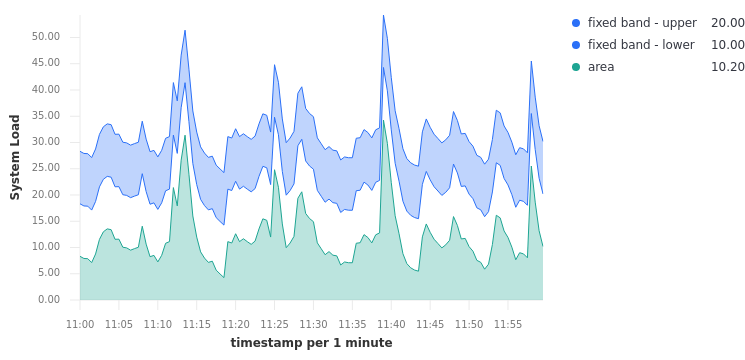 fixed band - upper 20.00
fixed band - lower 10.00
area 10.20
System Load
50.00
45.00
40.00
35.00
30.00
25.00
20.00
15.00
10.00
5.00
0.00
11:00 11:05 11:10 11:15 11:20 11:25 11:30 11:35 11:40 11:45 11:50 11:55
timestamp per 1 minute